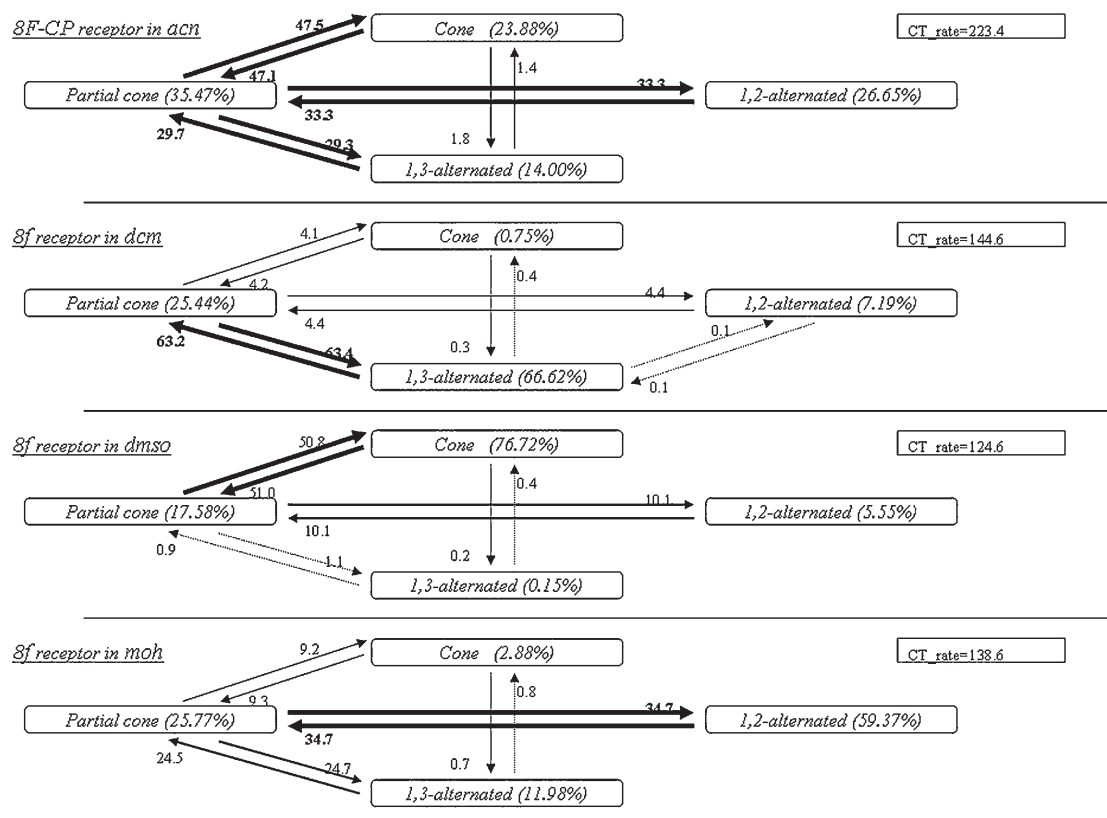 8F-CP receptor in acn
47.5
Cone (23.88%)
CT_rate=223.4
47.1
1.4
33.3
Partial cone (35.47%)
1,2-alternated (26.65%)
33.3
29.7
29.3
1.8
1,3-alternated (14.00%)
8f receptor in dcm
4.1
Cone (0.75%)
CT_rate=144.6
4.2
0.4
4.4
Partial cone (25.44%)
1,2-alternated (7.19%)
4.4
63.2
63.4
0.3
0.1
1,3-alternated (66.62%)
0.1
8f receptor in dmso
50.8
Cone (76.72%)
CT_rate=124.6
51.0
0.4
10.1
Partial cone (17.58%)
1,2-alternated (5.55%)
10.1
0.9
1.1
0.2
1,3-alternated (0.15%)
8f receptor in moh
9.2
Cone (2.88%)
CT_rate=138.6
9.3
0.8
34.7
Partial cone (25.77%)
1,2-alternated (59.37%)
34.7
24.5
24.7
0.7
1,3-alternated (11.98%)